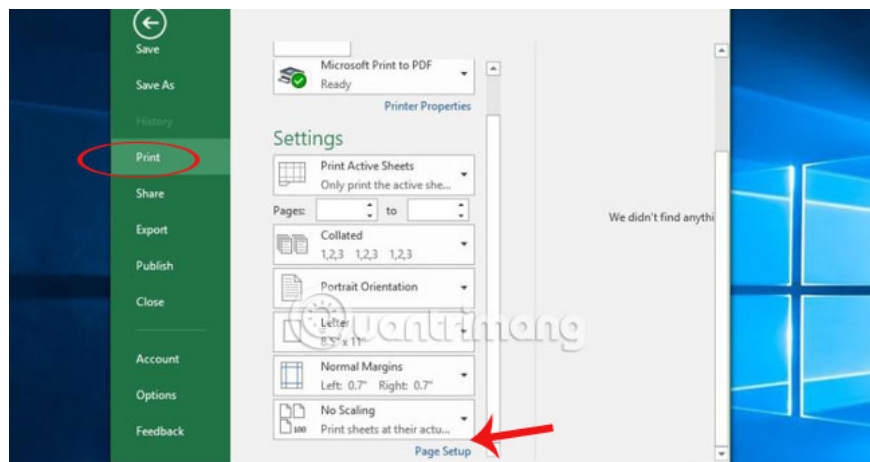 Save
Save As
History
Print
Share
Export
Publish
Close
Account
Options
Feedback
Microsoft Print to PDF
Ready
Printer Properties
Settings
Print Active Sheets
Only print the active she...
Pages: to
Collated
1,2,3 1,2,3 1,2,3
Portrait Orientation
Letter
8.5" x 11"
Normal Margins
Left: 0.7" Right: 0.7"
No Scaling
100 Print sheets at their actu...
Page Setup
We didn't find anythi
Quantrimang